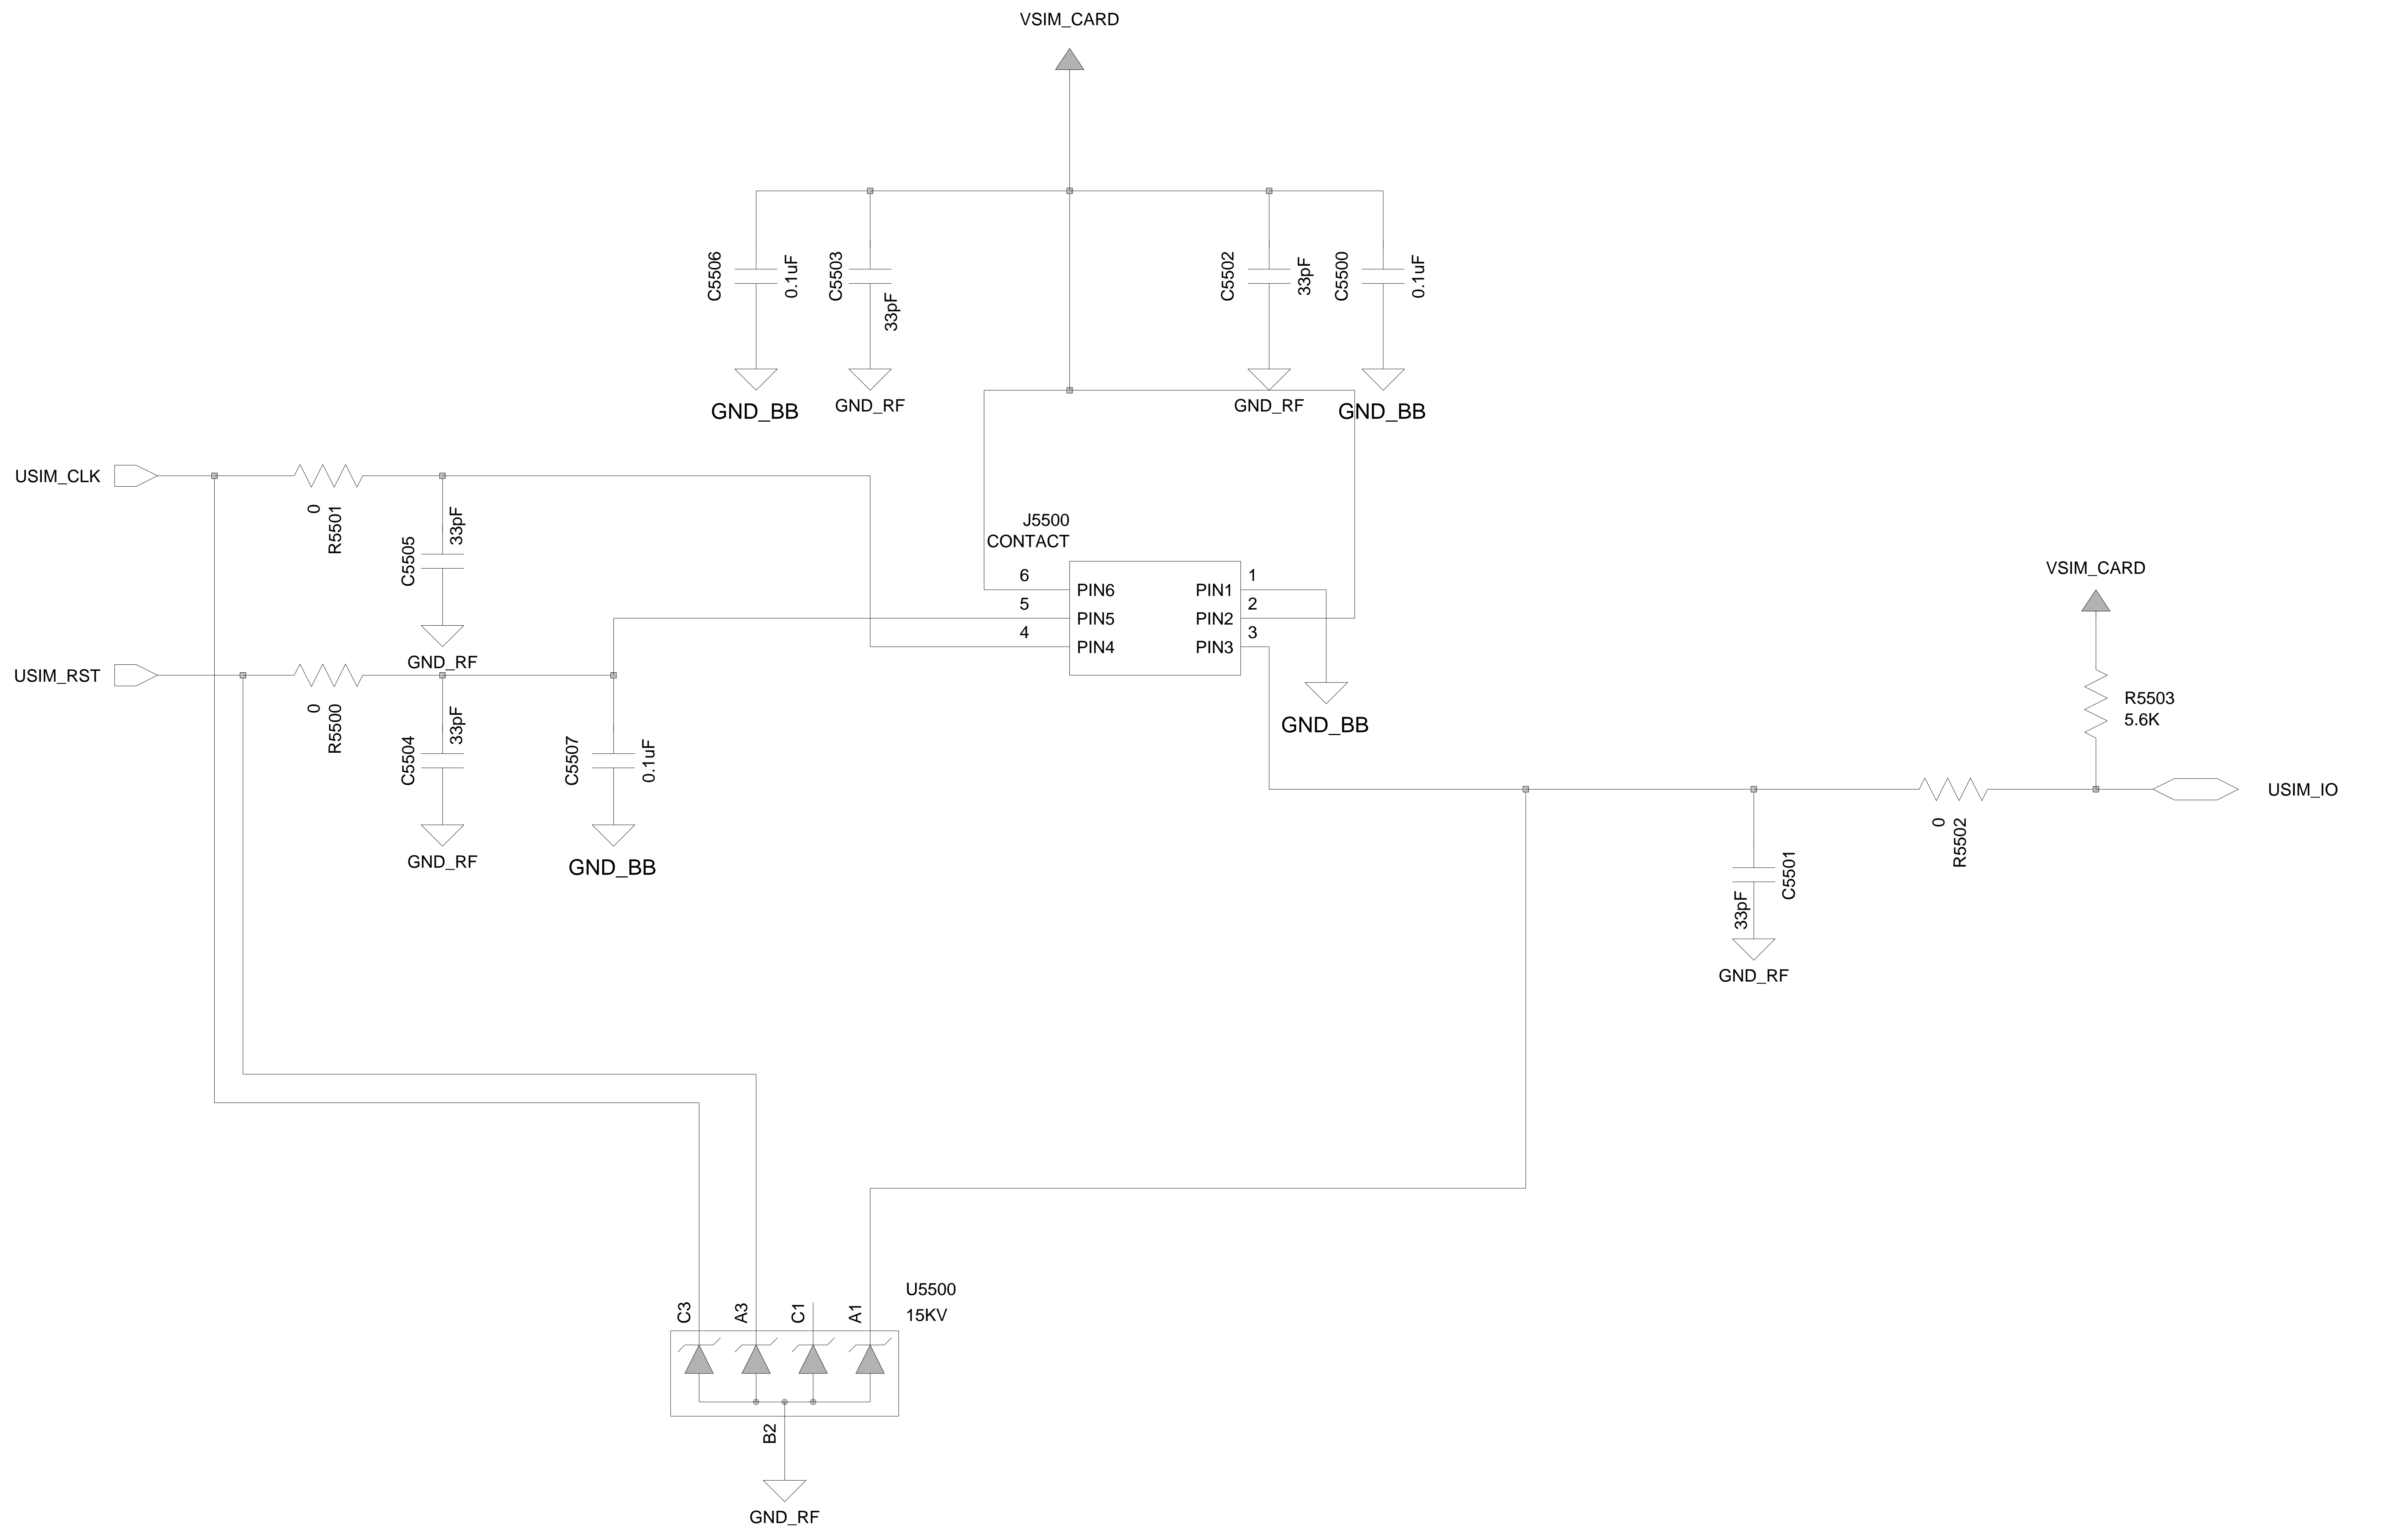 VSIM_CARD
C5506
0.1uF
C5503
33pF
C5502
33pF
C5500
0.1uF
GND_BB
GND_RF
GND_RF
GND_BB
USIM_CLK
0
R5501
33pF
C5505
GND_RF
J5500
CONTACT
6
PIN6
PIN1
1
5
PIN5
PIN2
2
4
PIN4
PIN3
3
GND_BB
VSIM_CARD
R5503
5.6K
USIM_RST
0
R5500
33pF
C5504
GND_RF
C5507
0.1uF
GND_BB
USIM_IO
0
R5502
C5501
33pF
GND_RF
U5500
15KV
C3
A3
C1
A1
B2
GND_RF